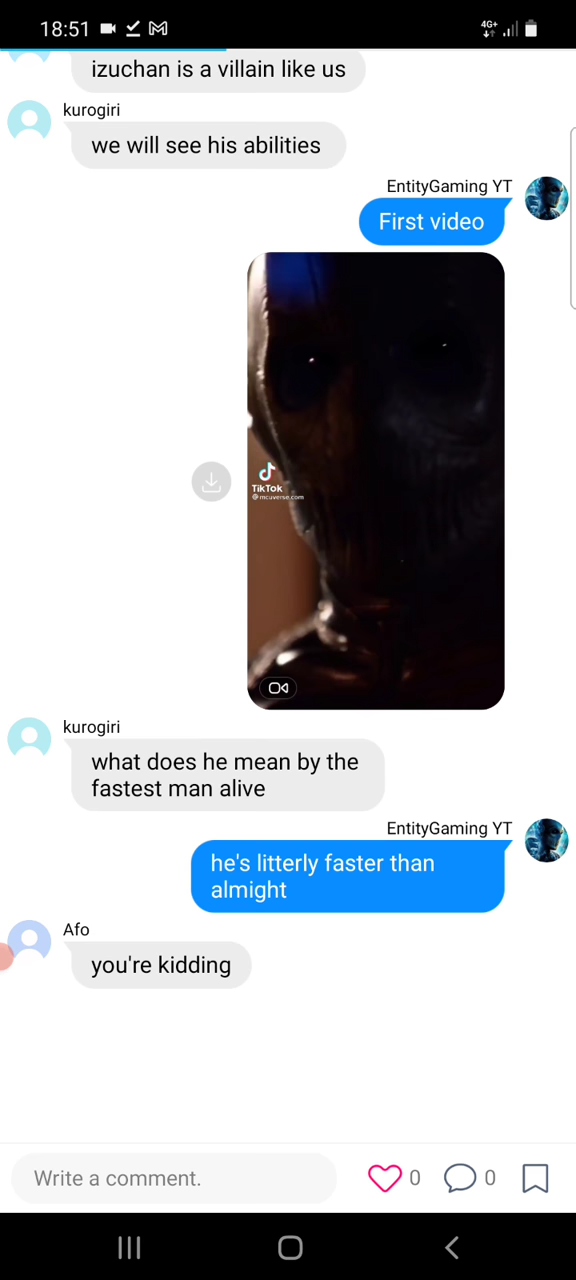 18:51
4G+
izuchan is a villain like us
kurogiri
we will see his abilities
EntityGaming YT
First video
TikTok
@mcuverse.com
kurogiri
what does he mean by the
fastest man alive
EntityGaming YT
he's litterly faster than
almight
Afo
you're kidding
Write a comment.
0
0